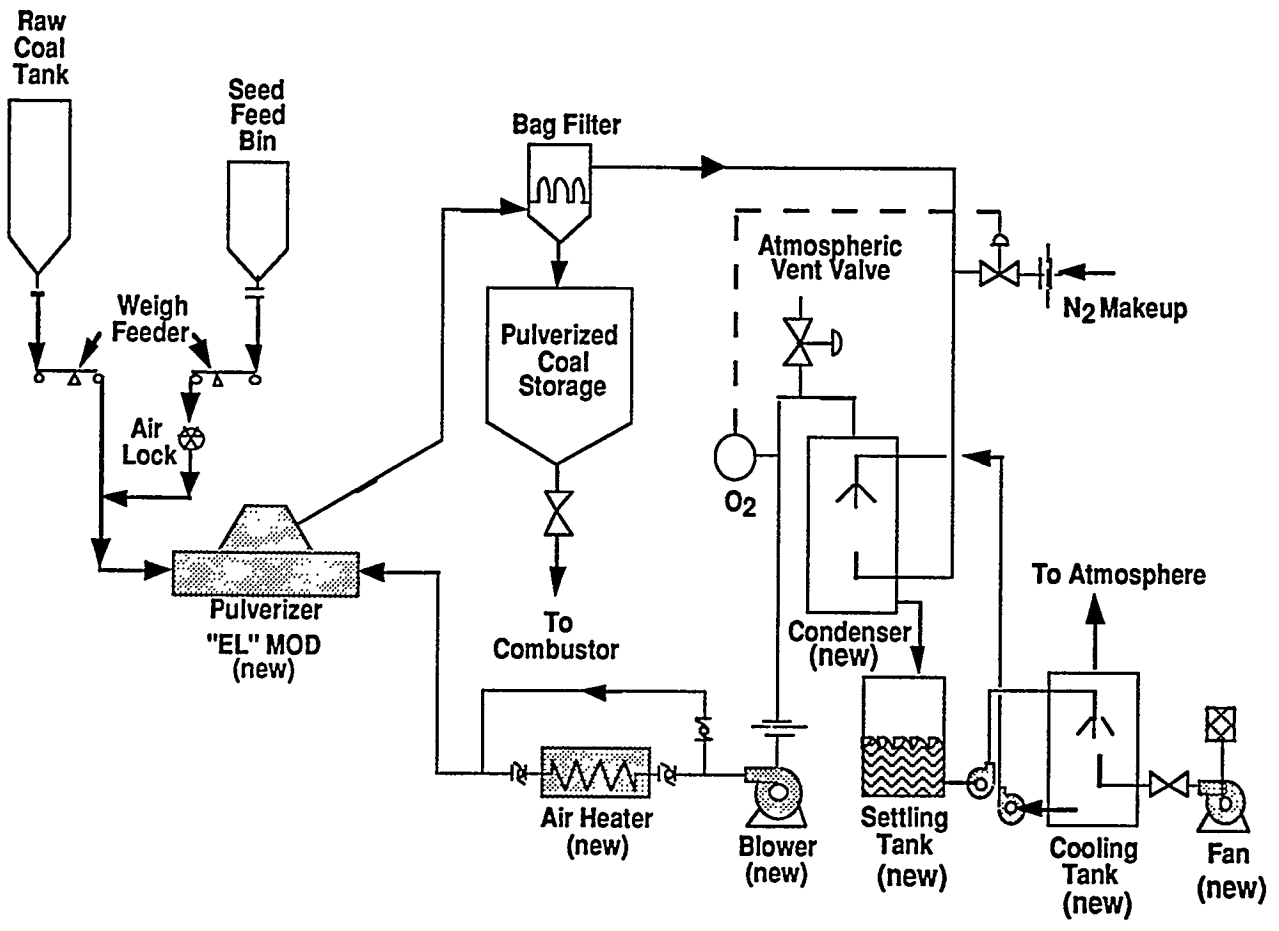 Raw
Coal
Tank
Seed
Feed
Bin
Bag Filter
Atmospheric
Vent Valve
N2 Makeup
Weigh
Feeder
Pulverized
Coal
Storage
Air
Lock
O2
To Atmosphere
Pulverizer
"EL" MOD
(new)
To
Combustor
Condenser
(new)
Air Heater
(new)
Blower
(new)
Settling
Tank
(new)
Cooling
Tank
(new)
Fan
(new)